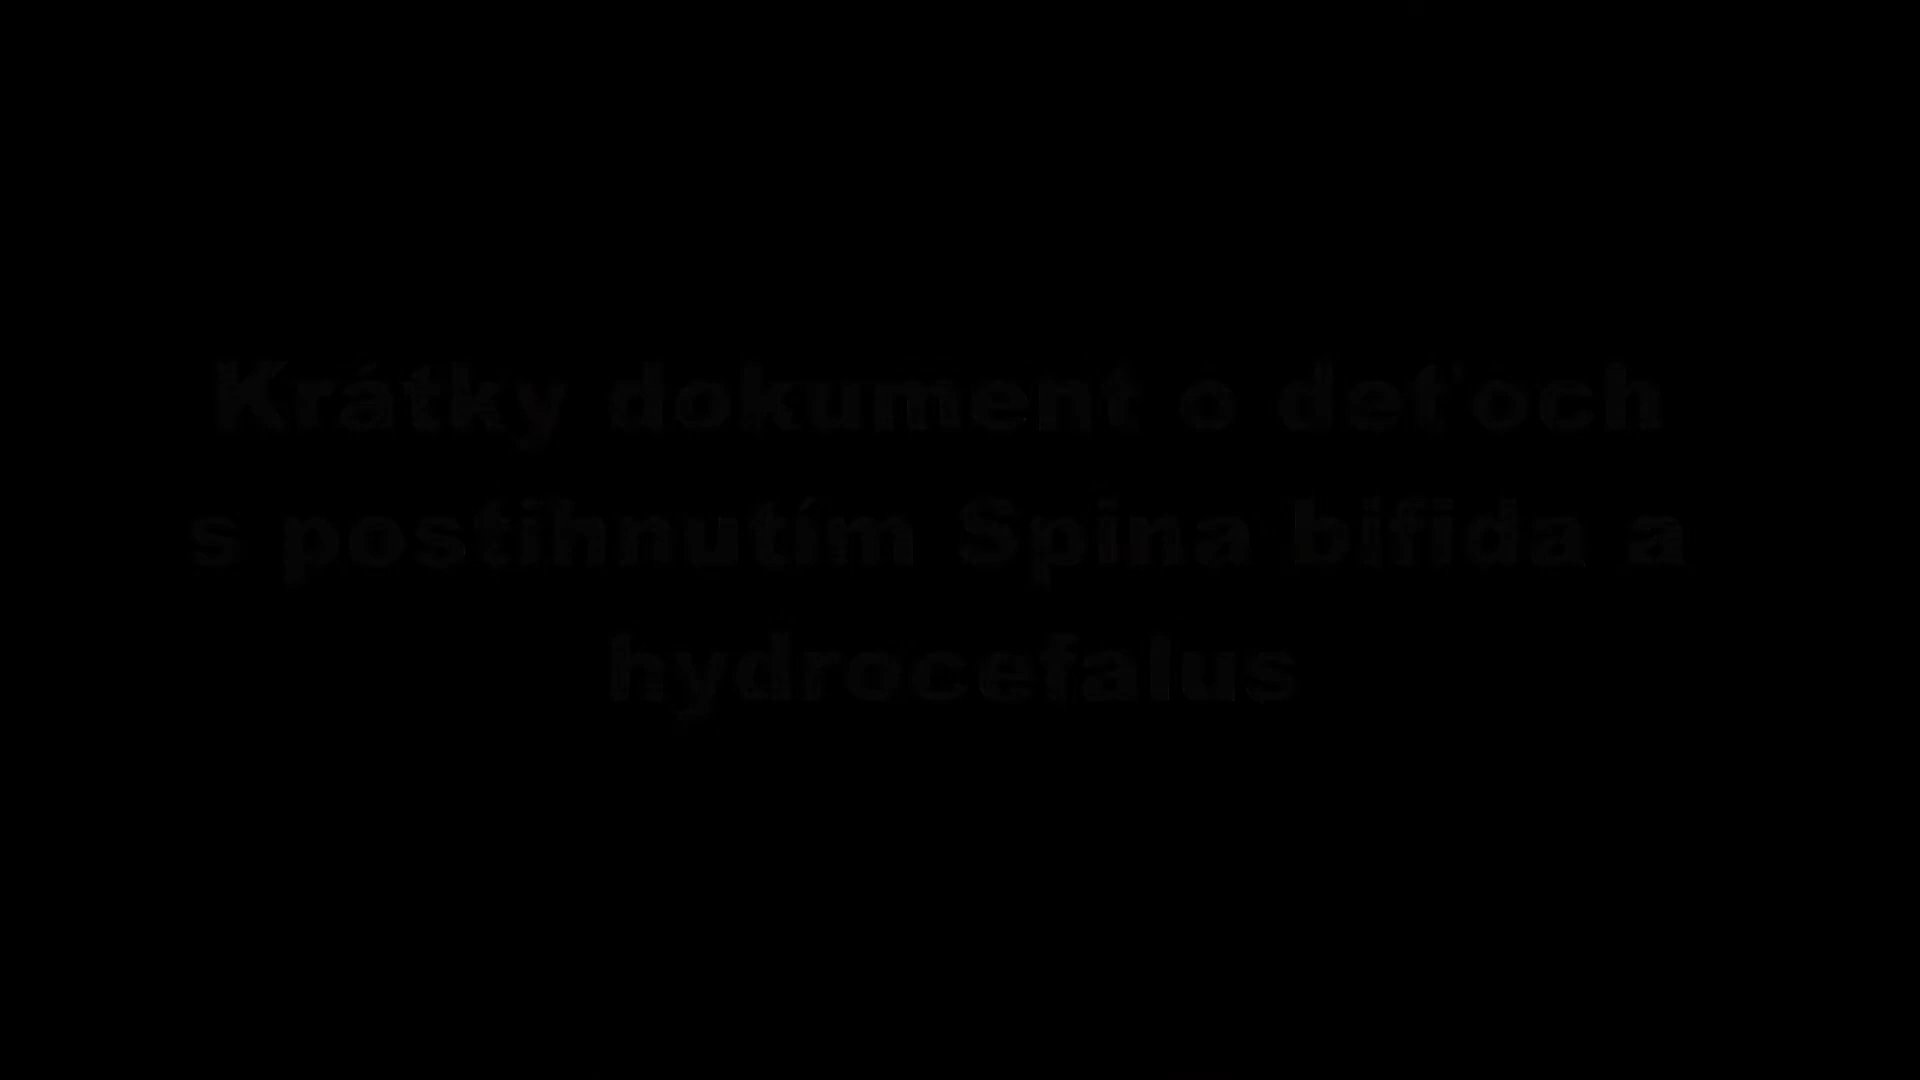 Krátky dokument o deťoch
s postihnutím Spina bifida a
hydrocefalus